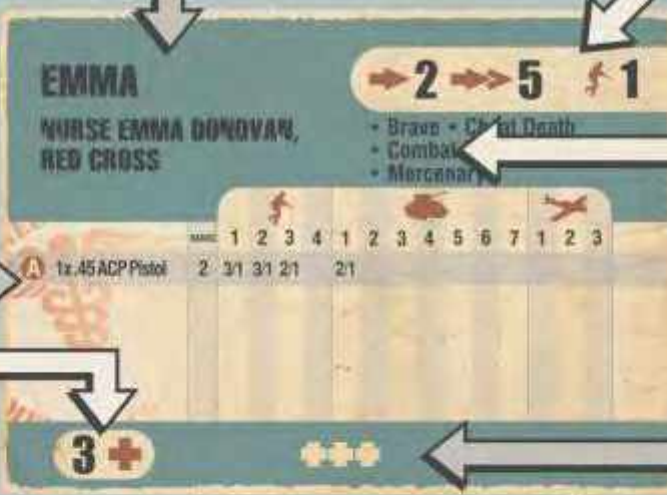 EMMA
2 5 1
NURSE EMMA DONOVAN,
RED CROSS
• Brave • Cheat Death
• Combat
• Mercenary
RANGE 1 2 3 4 1 2 3 4 5 6 7 1 2 3
A 1x .45 ACP Pistol 2 3/1 3/1 2/1 2/1
3